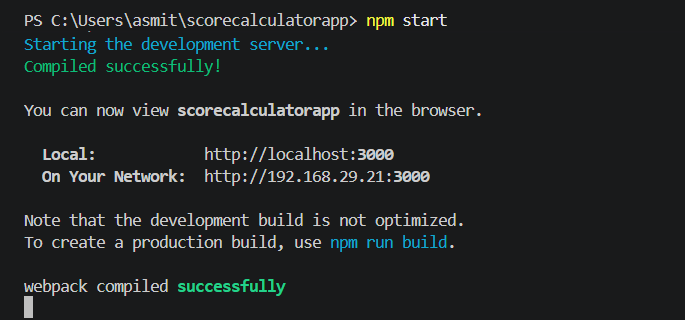 PS C:\Users\asmit\scorecalculatorapp> npm start
Starting the development server...
Compiled successfully!
You can now view scorecalculatorapp in the browser.
Local: http://localhost:3000
On Your Network: http://192.168.29.21:3000
Note that the development build is not optimized.
To create a production build, use npm run build.
webpack compiled successfully